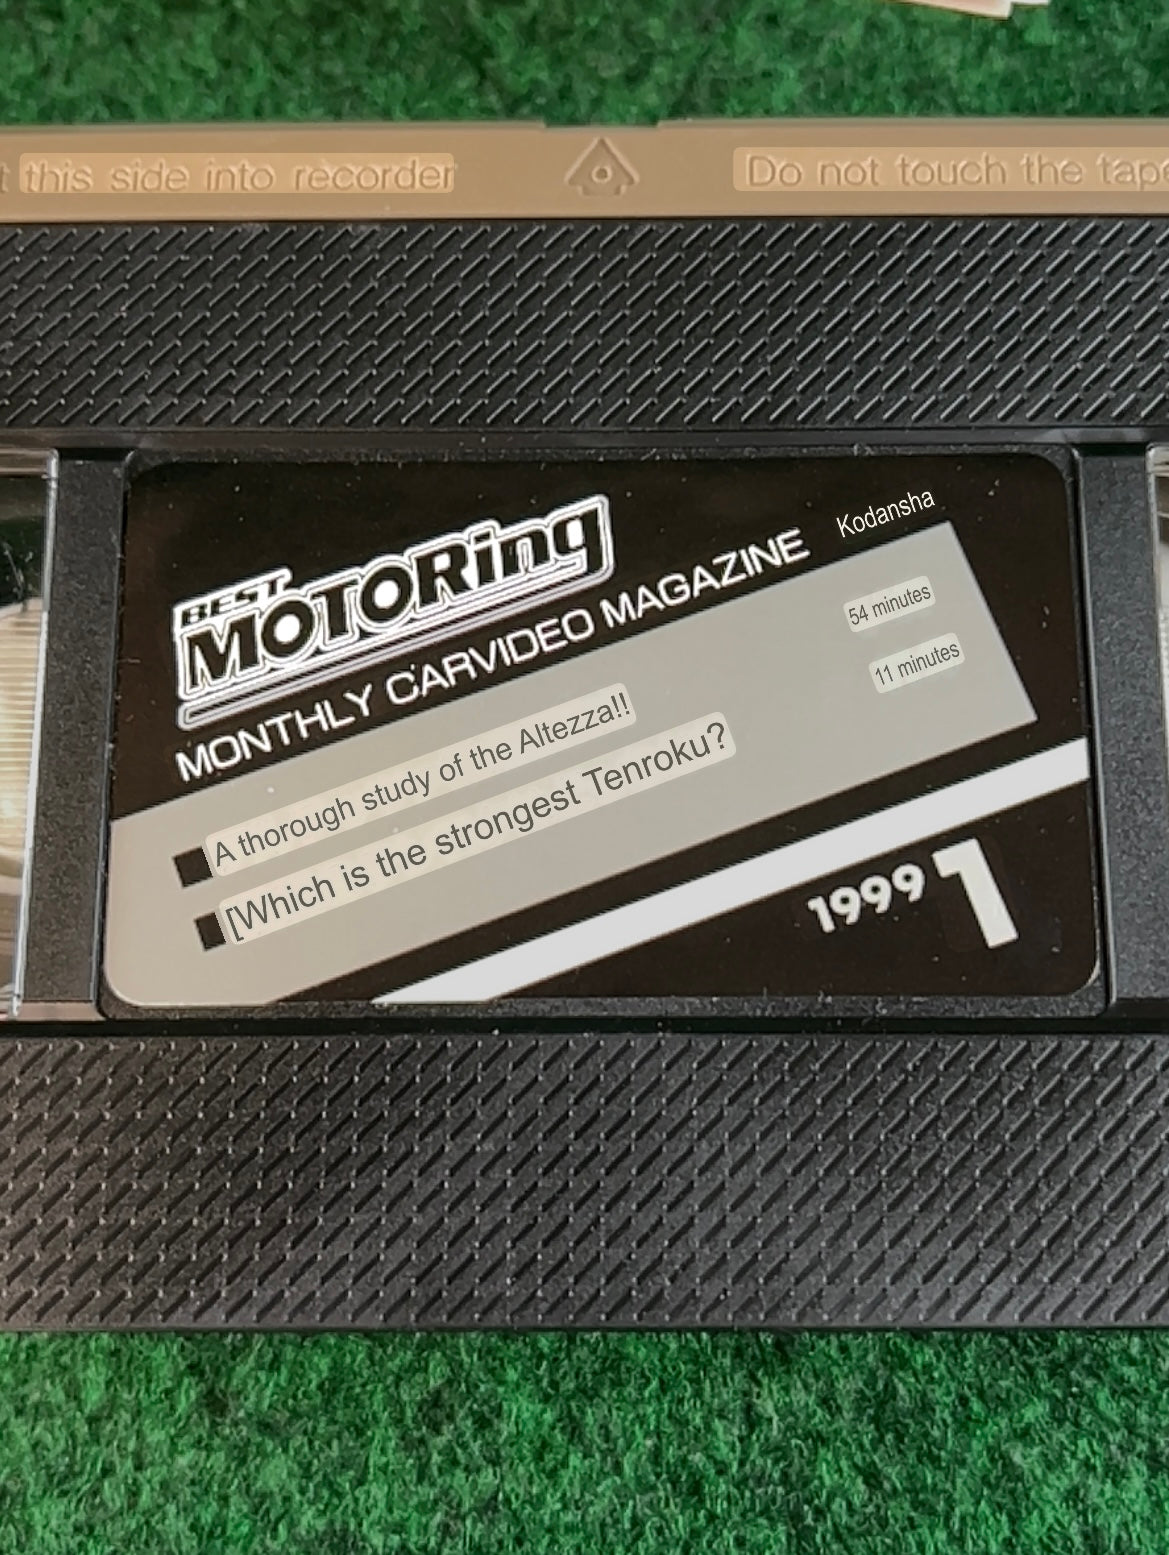 this side into recorder
Do not touch the tape
BEST
MOTORing
MONTHLY CARVIDEO MAGAZINE
Kodansha
A thorough study of the Altezza!!
54 minutes
[Which is the strongest Tenroku?
11 minutes
1999 1